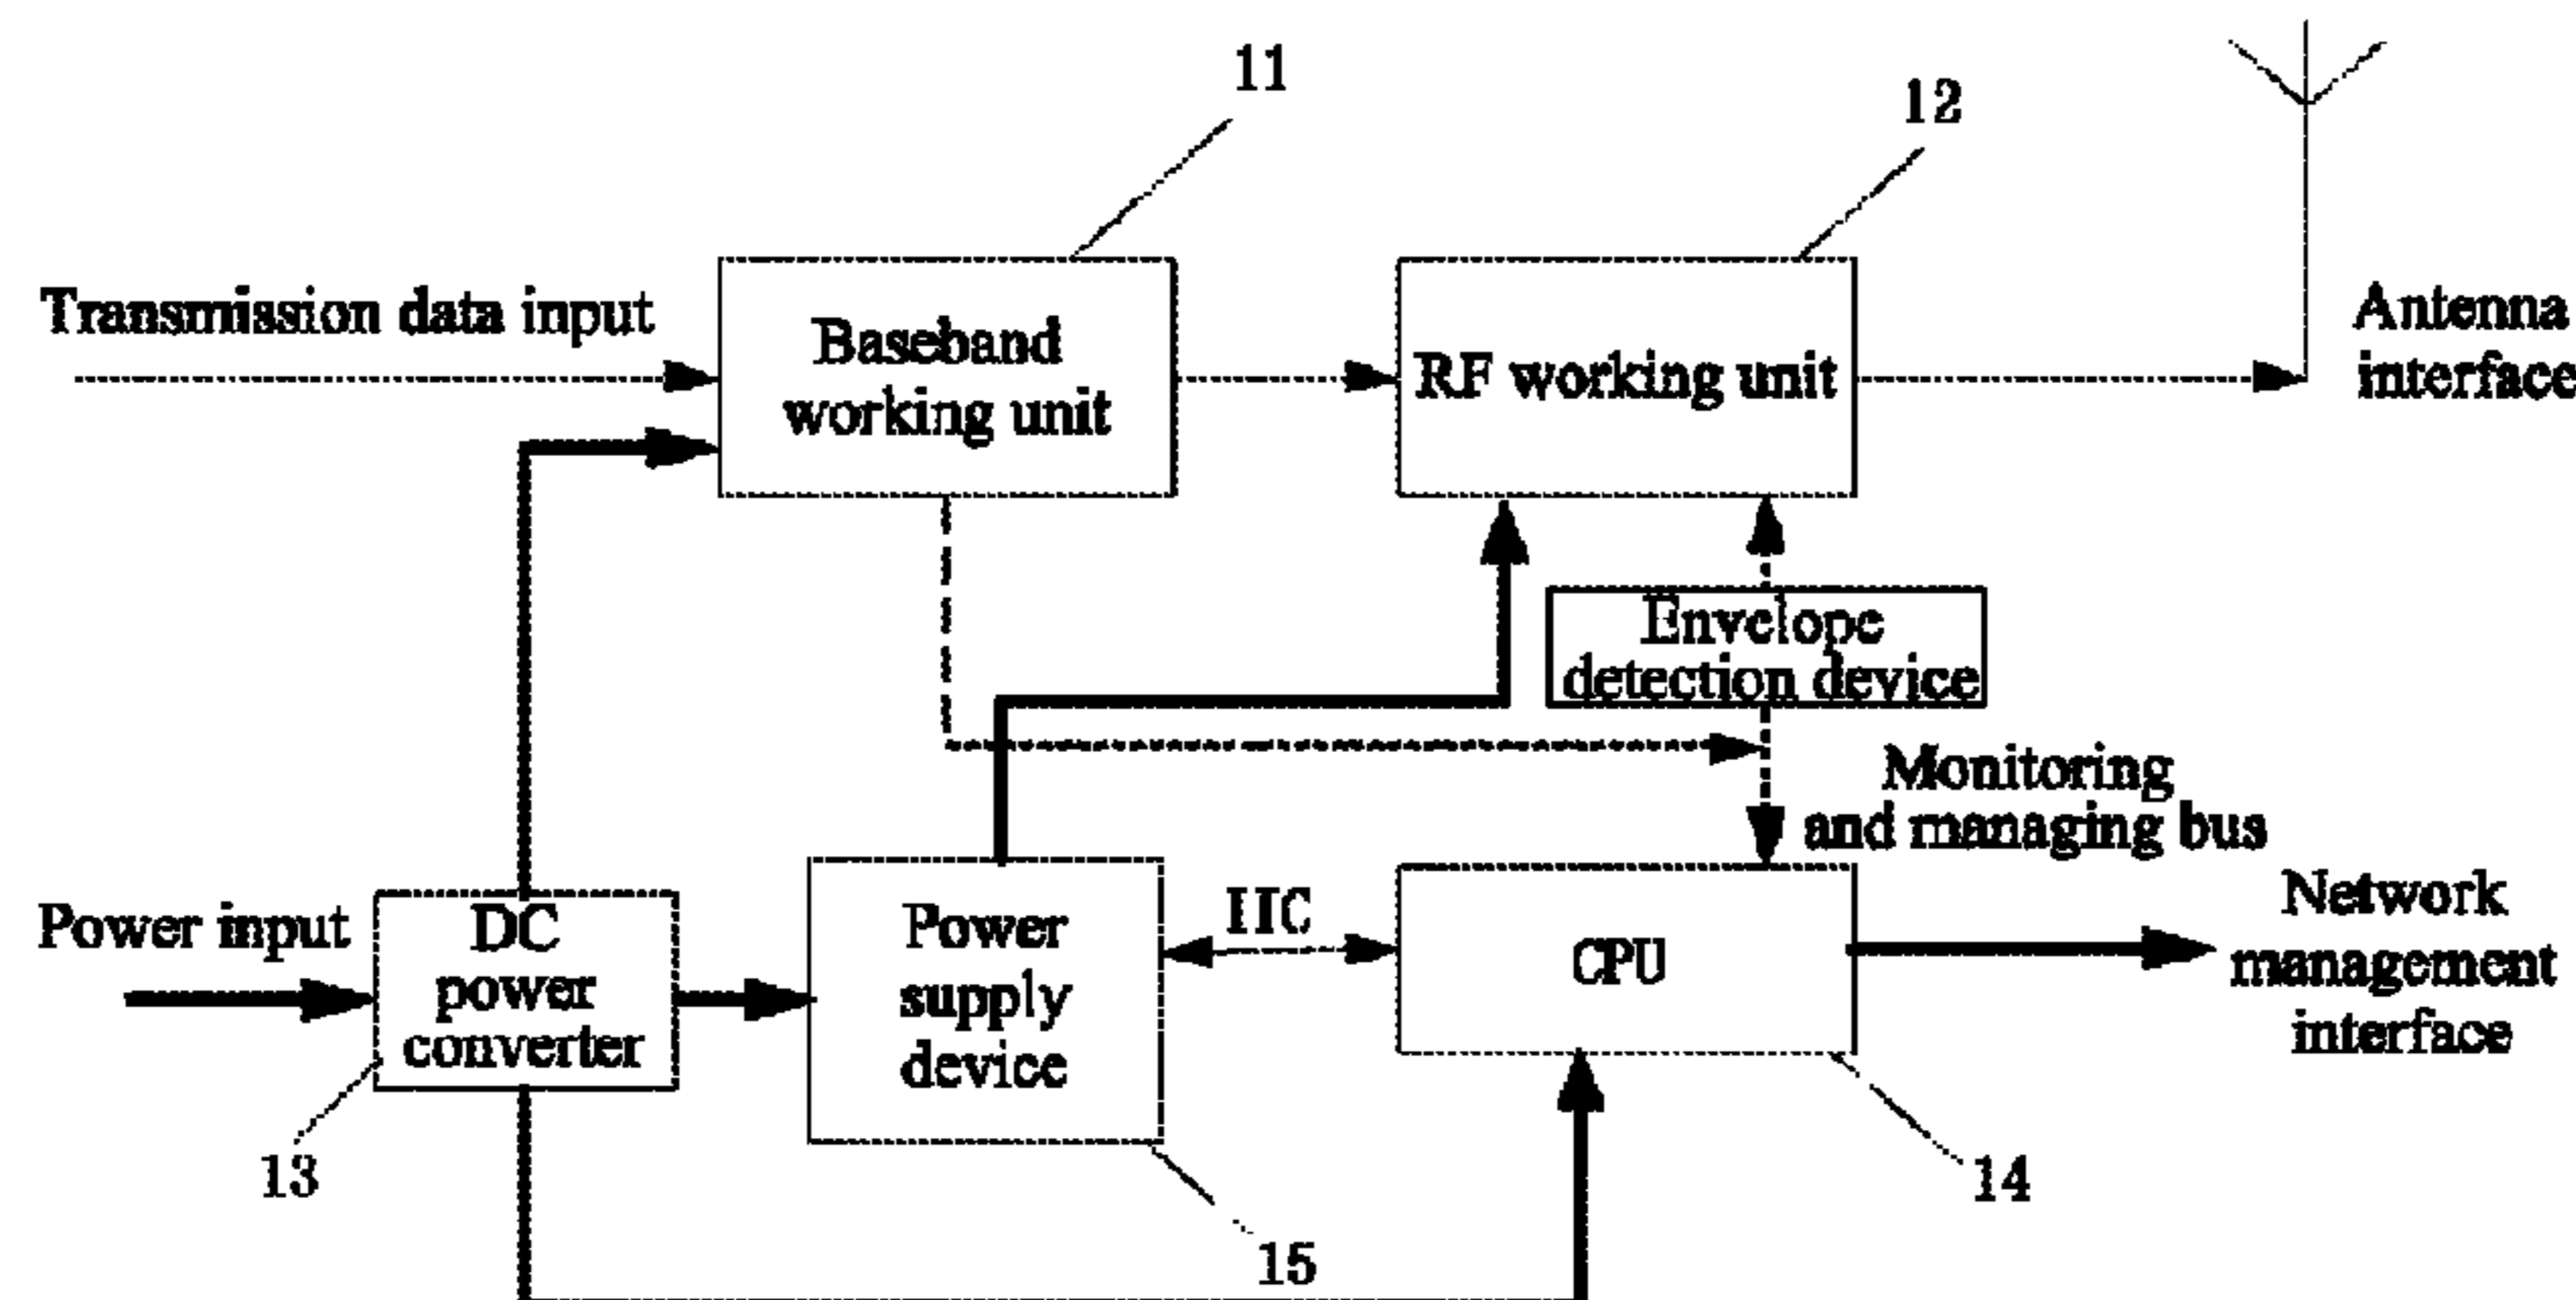 11
12
Transmission data input
Baseband
working unit
RF working unit
Antenna
interface
Envelope
detection device
Monitoring
and managing bus
Power input
DC
power
converter
Power
supply
device
IIC
CPU
Network
management
interface
13
14
15